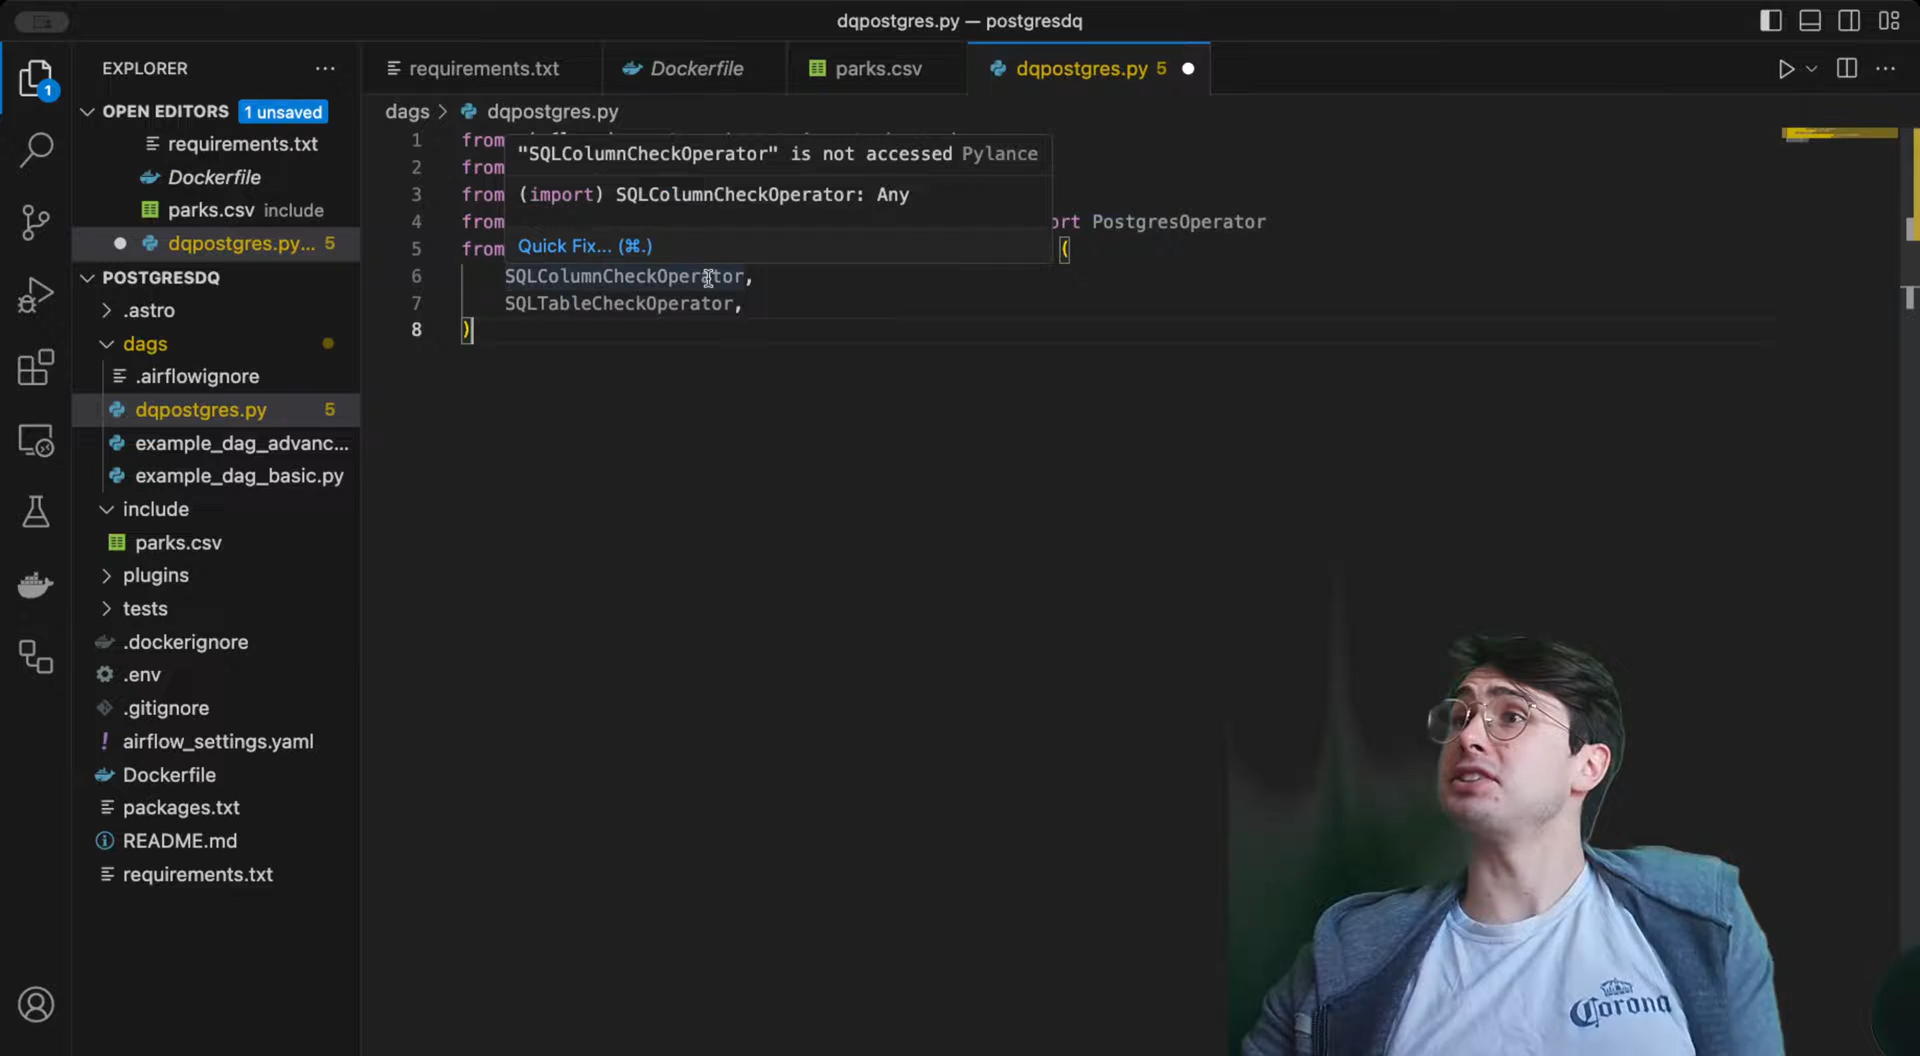 dqpostgres.py — postgresdq
EXPLORER
requirements.txt
Dockerfile
parks.csv
dqpostgres.py 5
1
OPEN EDITORS 1 unsaved
requirements.txt
Dockerfile
parks.csv include
dqpostgres.py... 5
POSTGRESDQ
.astro
dags
.airflowignore
dqpostgres.py 5
example_dag_advanc...
example_dag_basic.py
include
parks.csv
plugins
tests
.dockerignore
.env
.gitignore
airflow_settings.yaml
Dockerfile
packages.txt
README.md
requirements.txt
dags > dqpostgres.py
1 from
2 from
3 from
4 from rt PostgresOperator
5 from (
6 SQLColumnCheckOperator,
7 SQLTableCheckOperator,
8 )
"SQLColumnCheckOperator" is not accessed Pylance
(import) SQLColumnCheckOperator: Any
Quick Fix... (⌘.)
Corona